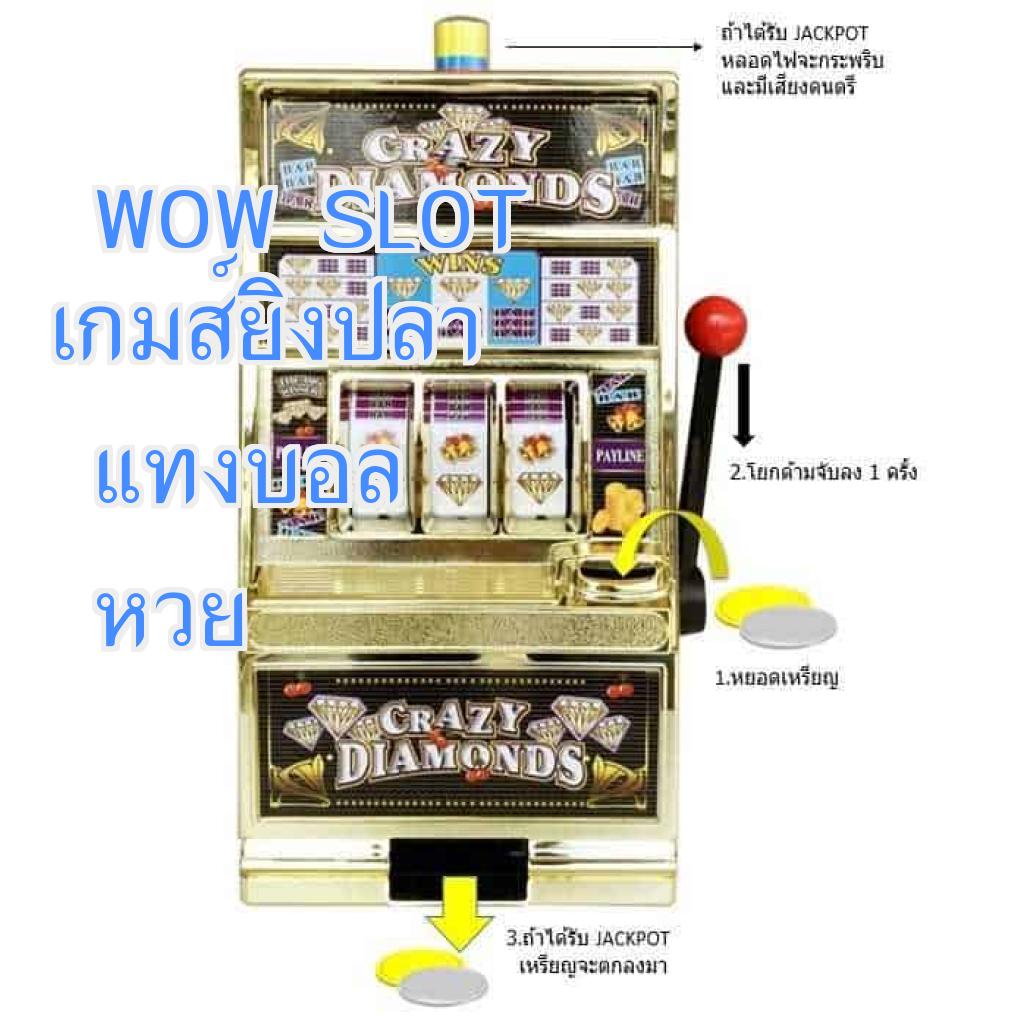 ถ้าได้รับ JACKPOT
หลอดไฟจะกระพริบ
และมีเสียงดนตรี
CRAZY
DIAMONDS
WOW SLOT
WINS
เกมส์ยิงปลา
แทงบอล
PAYLINE
2.โยกด้ามจับลง 1 ครั้ง
หวย
1.หยอดเหรียญ
CRAZY
DIAMONDS
3.ถ้าได้รับ JACKPOT
เหรียญจะตกลงมา